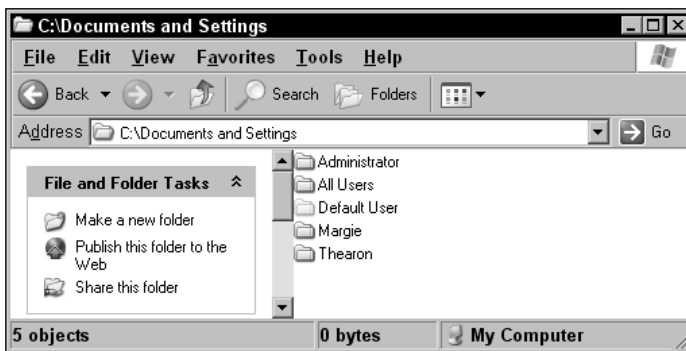 C:\Documents and Settings
File Edit View Favorites Tools Help
Back Search Folders
Address C:\Documents and Settings Go
File and Folder Tasks
Make a new folder
Publish this folder to the
Web
Share this folder
Administrator
All Users
Default User
Margie
Thearon
5 objects 0 bytes My Computer